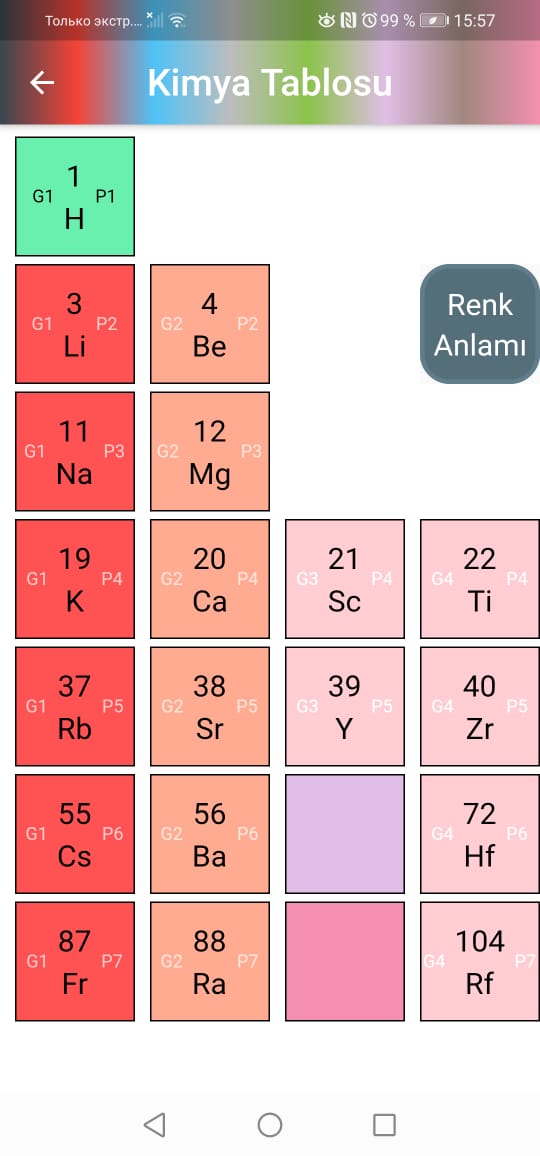 Только экстр.... 99 % 15:57
Kimya Tablosu
1
G1 P1
H
3
G1 P2
Li
4
G2 P2
Be
Renk
Anlamı
11
G1 P3
Na
12
G2 P3
Mg
19
G1 P4
K
20
G2 P4
Ca
21
G3 P4
Sc
22
G4 P4
Ti
37
G1 P5
Rb
38
G2 P5
Sr
39
G3 P5
Y
40
G4 P5
Zr
55
G1 P6
Cs
56
G2 P6
Ba
72
G4 P6
Hf
87
G1 P7
Fr
88
G2 P7
Ra
104
G4 P7
Rf